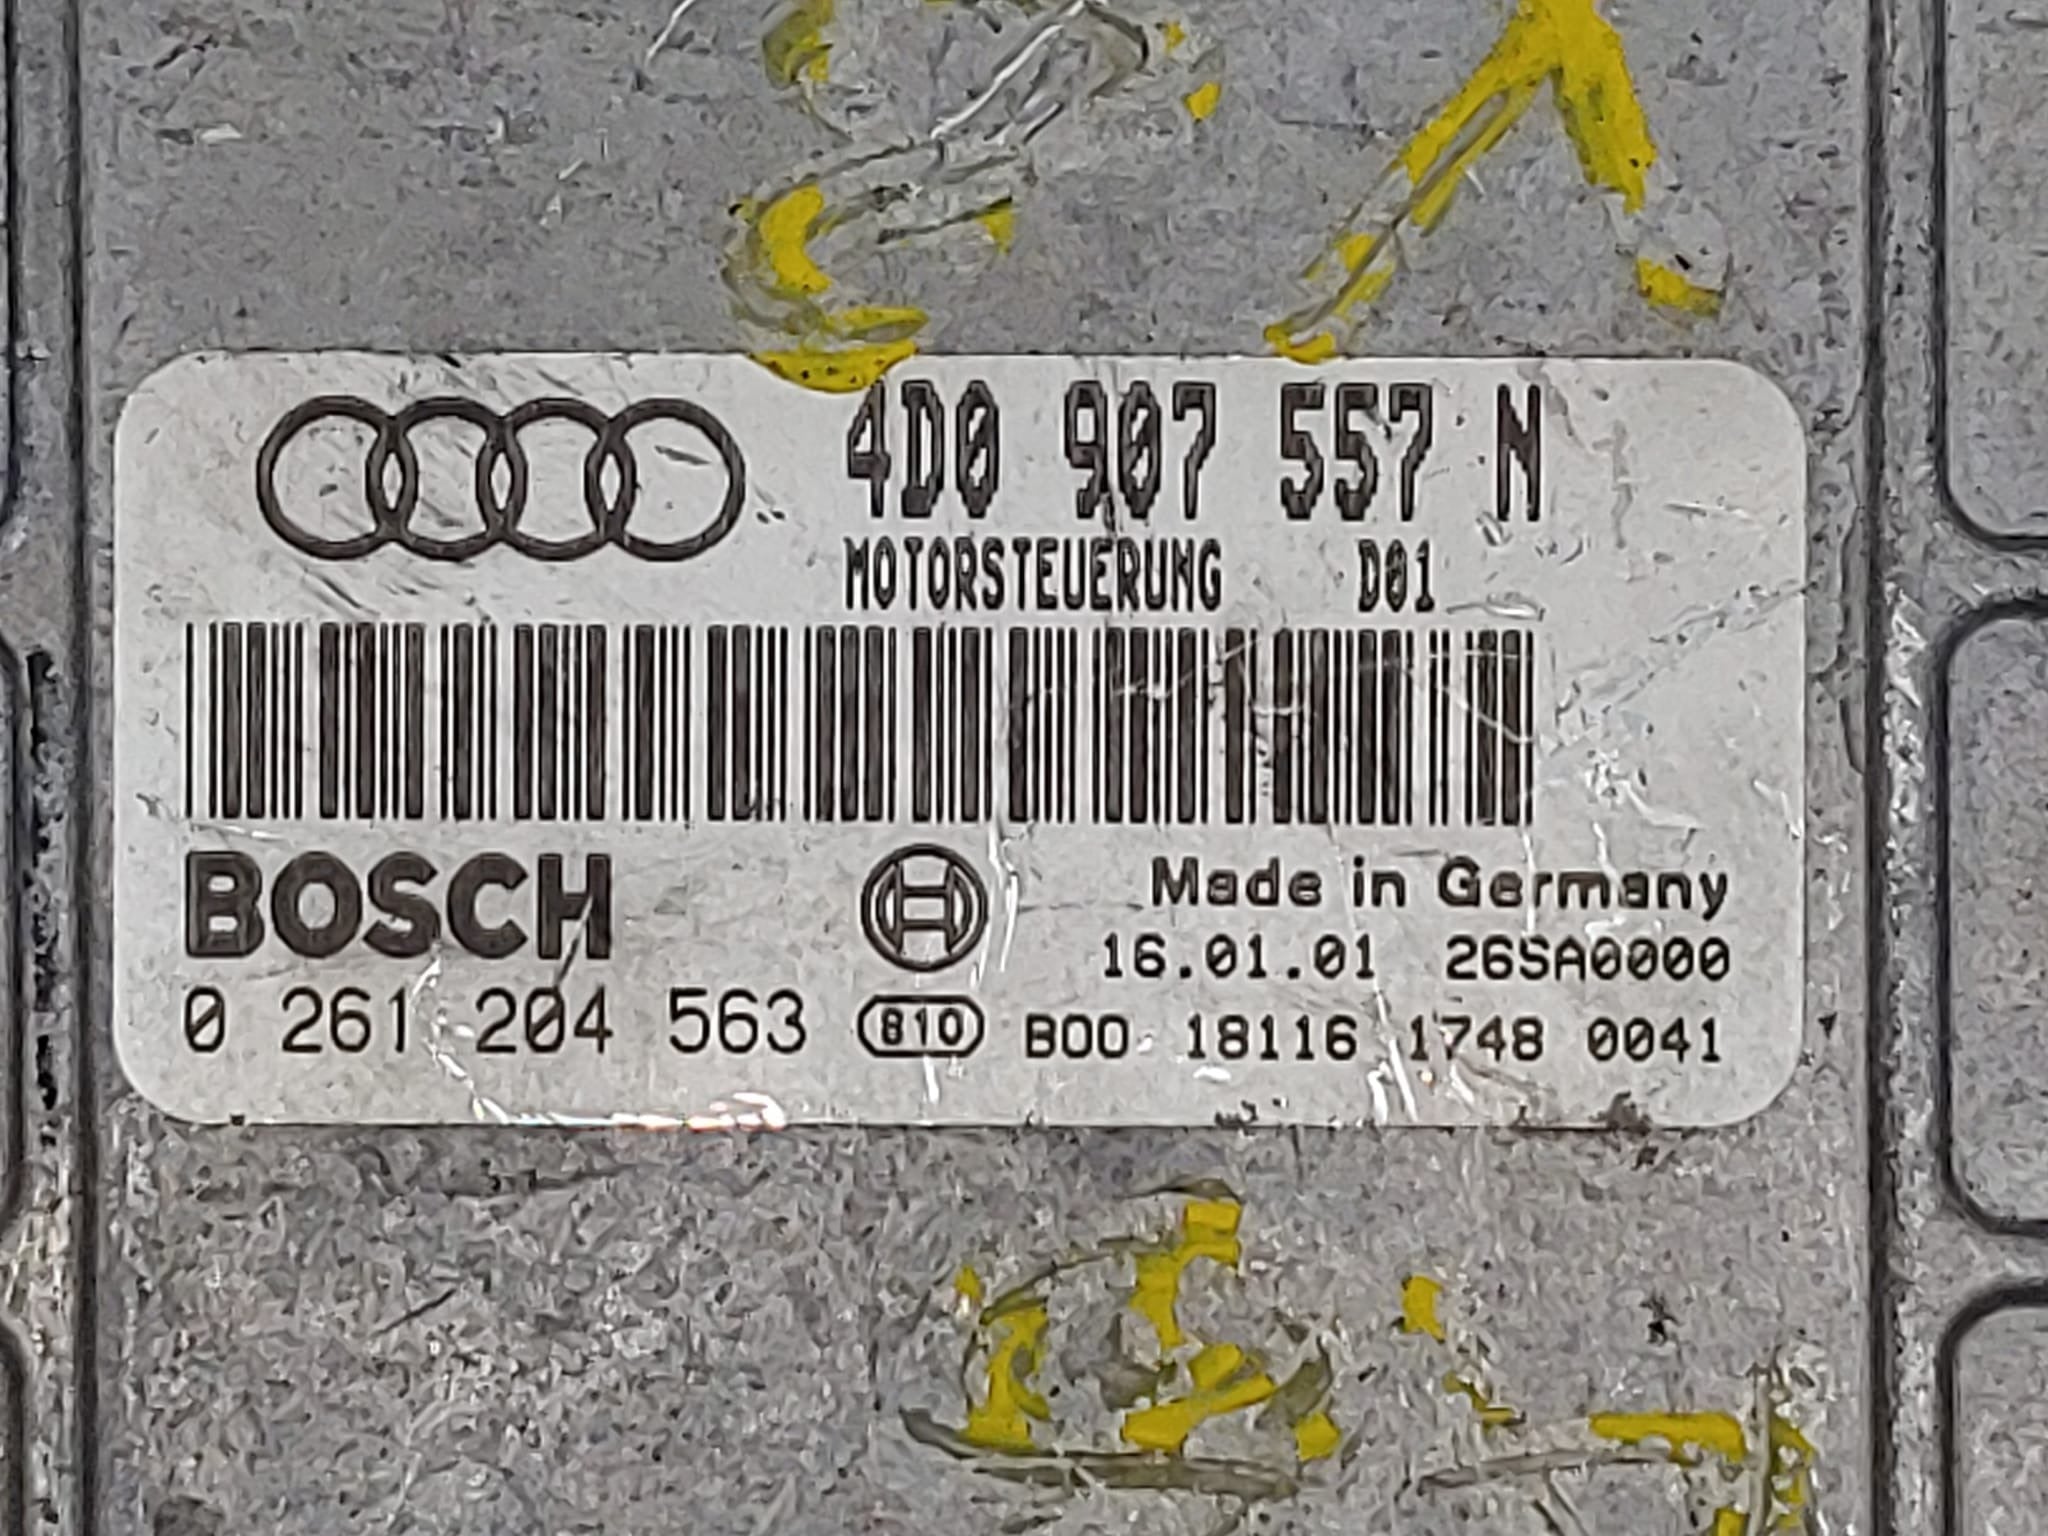 4D0 907 557 N
MOTORSTEUERUNG D01
BOSCH
Made in Germany
16.01.01 26SA0000
0 261 204 563 810 B00 18116 1748 0041